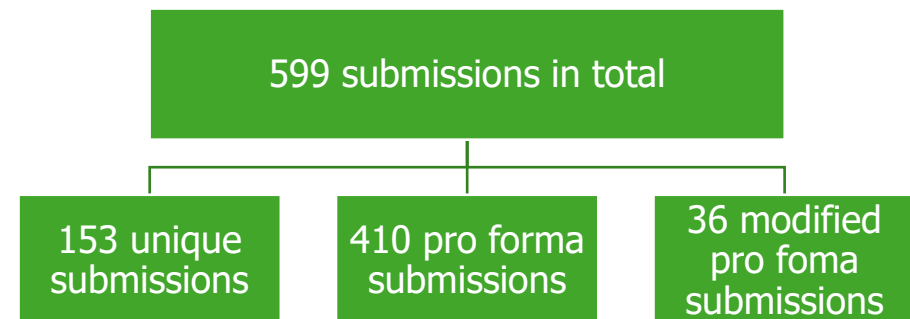 599 submissions in total
153 unique
submissions
410 pro forma
submissions
36 modified
pro foma
submissions